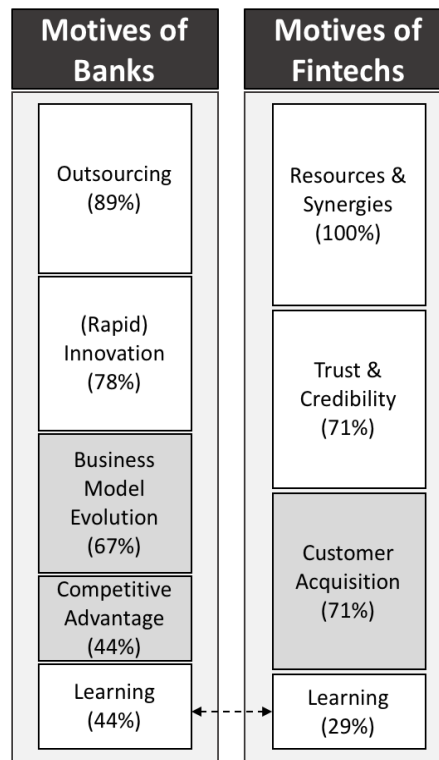 Motives of
Banks
Outsourcing
(89%)
(Rapid)
Innovation
(78%)
Business
Model
Evolution
(67%)
Competitive
Advantage
(44%)
Learning
(44%)
Motives of
Fintechs
Resources &
Synergies
(100%)
Trust &
Credibility
(71%)
Customer
Acquisition
(71%)
Learning
(29%)